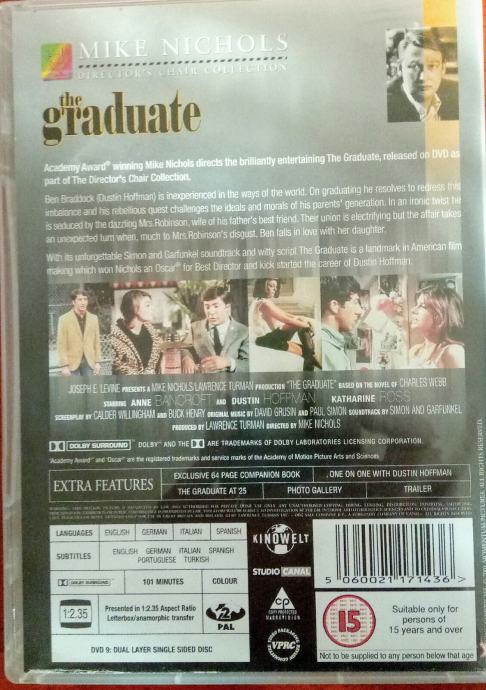 MIKE NICHOLS
DIRECTOR'S CHAIR COLLECTION
the
graduate
Academy Award® winning Mike Nichols directs the brilliantly entertaining The Graduate, released on DVD as
part of The Director's Chair Collection.
Ben Braddock (Dustin Hoffman) is inexperienced in the ways of the world. On graduating he resolves to redress this
imbalance and his rebellious quest challenges the ideals and morals of his parents' generation. In an ironic twist he
is seduced by the dazzling Mrs.Robinson, wife of his father's best friend. Their union is electrifying but the affair takes
an unexpected turn when, much to Mrs.Robinson's disgust, Ben falls in love with her daughter.
With its unforgettable Simon and Garfunkel soundtrack and witty script The Graduate is a landmark in American film
making which won Nichols an Oscar® for Best Director and kick started the career of Dustin Hoffman.
JOSEPH E. LEVINE PRESENTS A MIKE NICHOLS/LAWRENCE TURMAN PRODUCTION "THE GRADUATE" BASED ON THE NOVEL BY CHARLES WEBB
STARRING ANNE BANCROFT AND DUSTIN HOFFMAN KATHARINE ROSS
SCREENPLAY BY CALDER WILLINGHAM AND BUCK HENRY ORIGINAL MUSIC BY DAVID GRUSIN AND PAUL SIMON SOUNDTRACK BY SIMON AND GARFUNKEL
PRODUCED BY LAWRENCE TURMAN DIRECTED BY MIKE NICHOLS
DOLBY SURROUND DOLBY AND THE ARE TRADEMARKS OF DOLBY LABORATORIES LICENSING CORPORATION.
"Academy Award" and "Oscar" are the registered trademarks and service marks of the Academy of Motion Picture Arts and Sciences
EXTRA FEATURES
EXCLUSIVE 64 PAGE COMPANION BOOK
ONE ON ONE WITH DUSTIN HOFFMAN
THE GRADUATE AT 25
PHOTO GALLERY
TRAILER
LANGUAGES ENGLISH GERMAN ITALIAN SPANISH
SUBTITLES ENGLISH GERMAN ITALIAN SPANISH
PORTUGUESE TURKISH
DOLBY SURROUND 101 MINUTES COLOUR
1:2.35 Presented in 1:2.35 Aspect Ratio
Letterbox/anamorphic transfer
2
PAL
DVD 9: DUAL LAYER SINGLE SIDED DISC
KINOWELT
STUDIO CANAL
COPY PROTECTED
MACROVISION
VPRC
5 060021 171436 >
15
Suitable only for
persons of
15 years and over
Not to be supplied to any person below that age